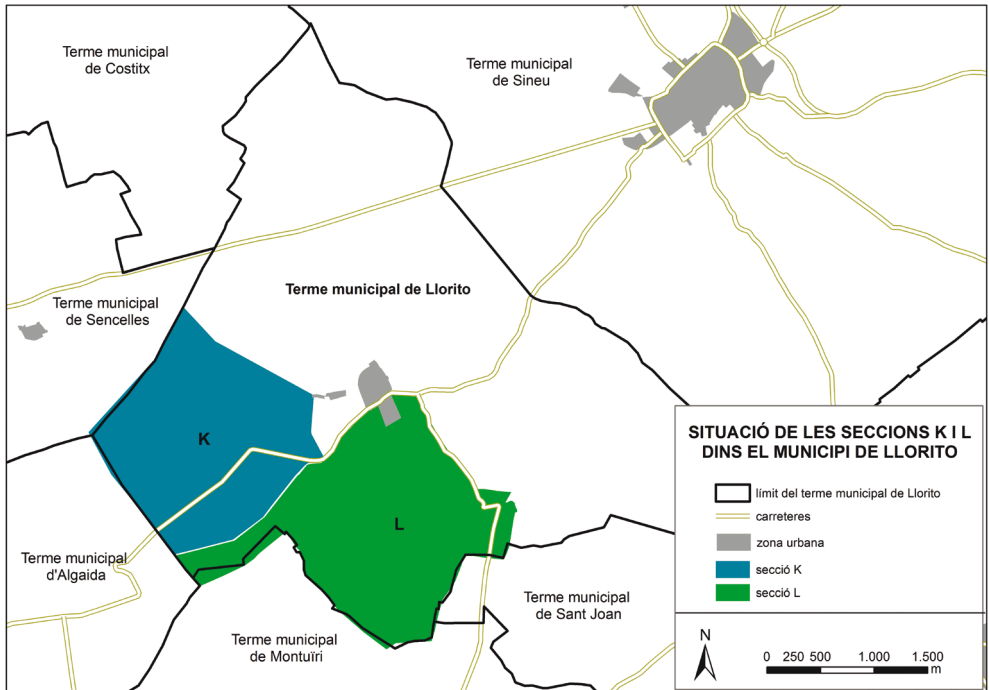 Terme municipal
de Costitx
Terme municipal
de Sineu
Terme municipal de Llorito
Terme municipal
de Sencelles
K
L
Terme municipal
d'Algaida
Terme municipal
de Montuïri
Terme municipal
de Sant Joan
SITUACIÓ DE LES SECCIONS K I L
DINS EL MUNICIPI DE LLORITO
límit del terme municipal de Llorito
carreteres
zona urbana
secció K
secció L
N
0 250 500 1.000 1.500
m